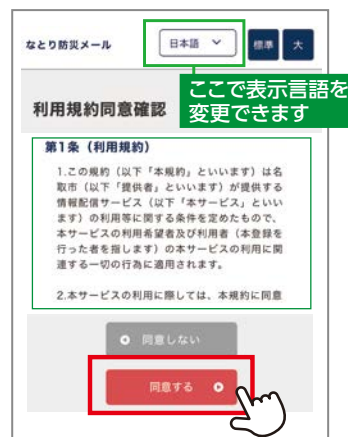 なとり防災メール
日本語
標準
大
ここで表示言語を
変更できます
利用規約同意確認
第1条（利用規約）
1.この規約（以下「本規約」といいます）は名
取市（以下「提供者」といいます）が提供する
情報配信サービス（以下「本サービス」といい
ます）の利用等に関する条件を定めたもので、
本サービスの利用希望者及び利用者（本登録を
行った者を指します）の本サービスの利用に関
連する一切の行為に適用されます。
2.本サービスの利用に際しては、本規約に同意
同意しない
同意する